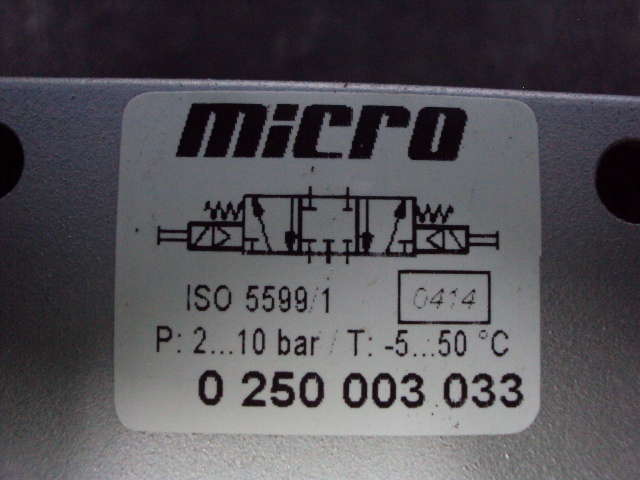 micro
ISO 5599/1 0414
P: 2...10 bar / T: -5...50 °C
0 250 003 033